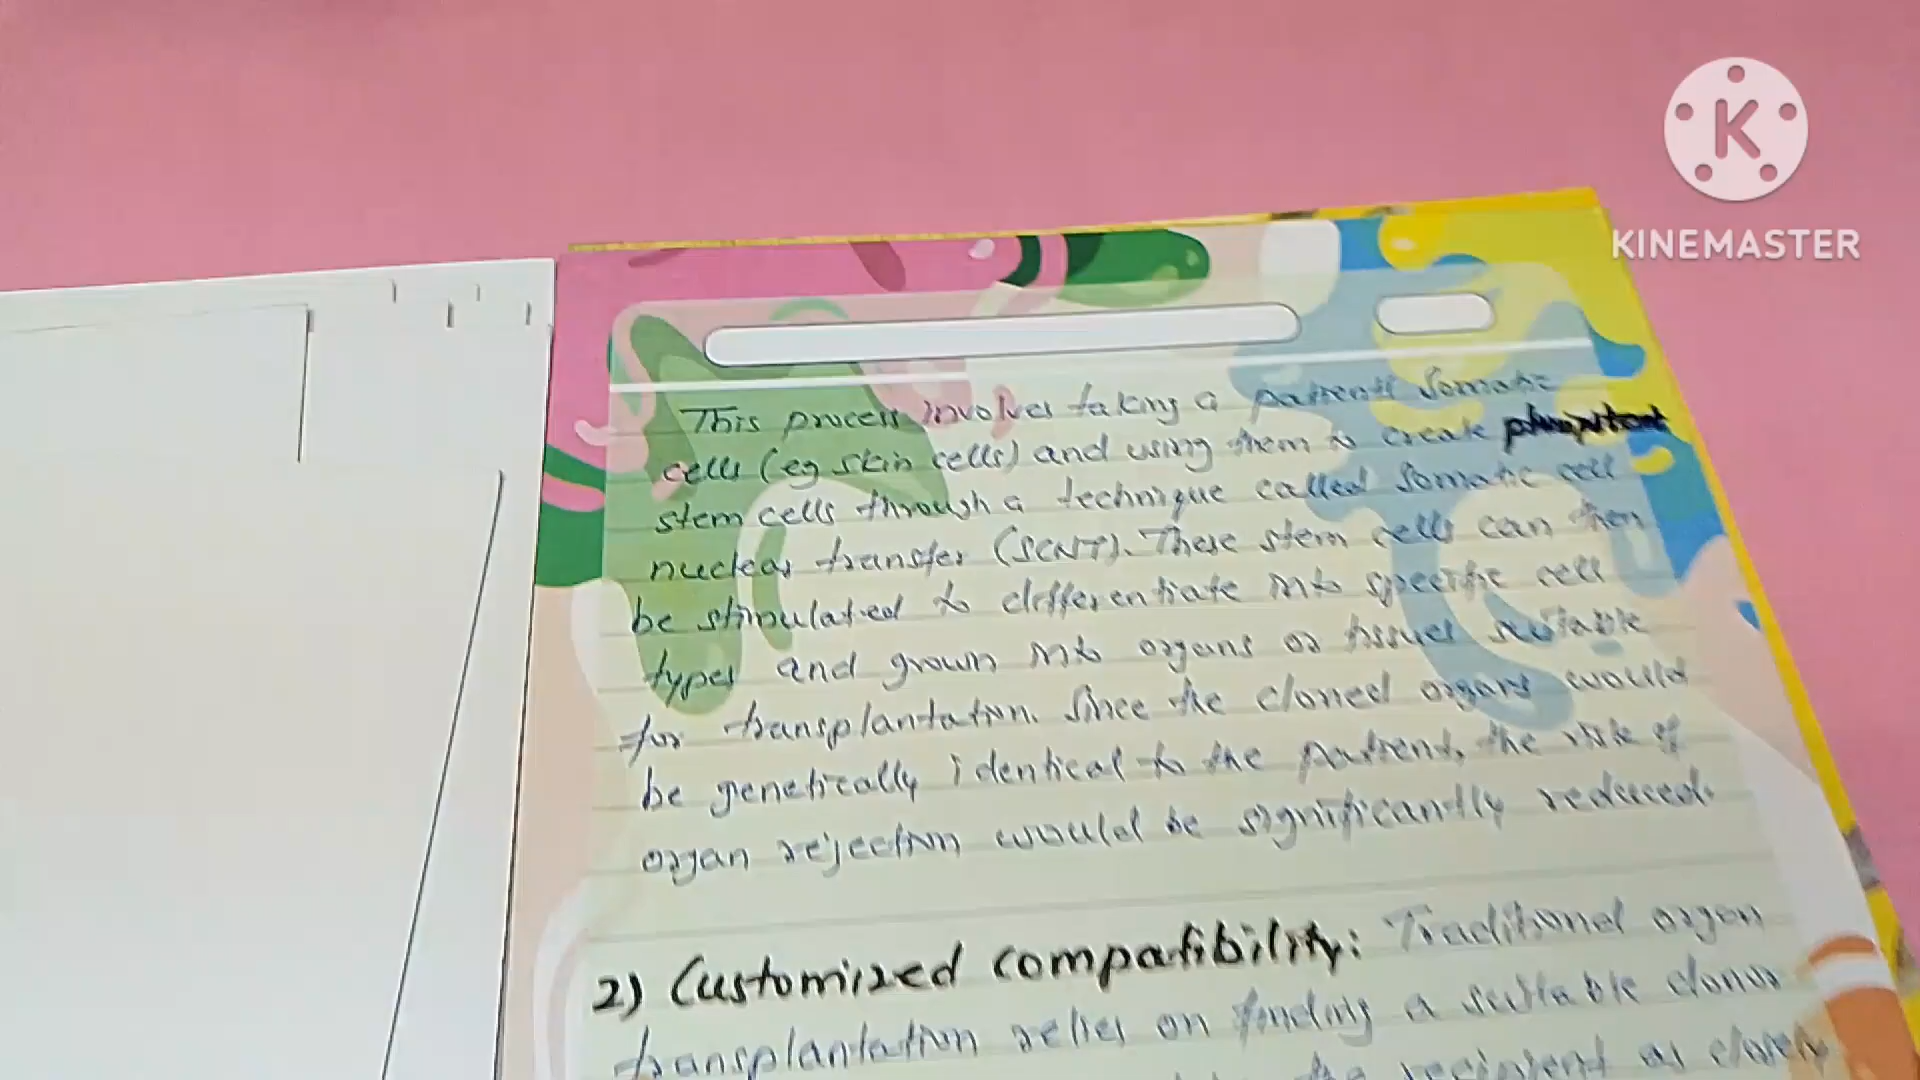 KINEMASTER
This process involves taking a patient's Somatic
cells (eg skin cells) and using them to create
stem cells through a technique called Somatic cell
nuclear transfer (SCNT). These stem cells can then
be stimulated to differentiate into specific cell
types and grown into organs or tissues suitable
for transplantation. Since the cloned organs would
be genetically identical to the patient, the risk of
organ rejection would be significantly reduced.
2) Customized compatibility: Traditional organ
transplantation relies on finding a suitable donor
the recipient as closely